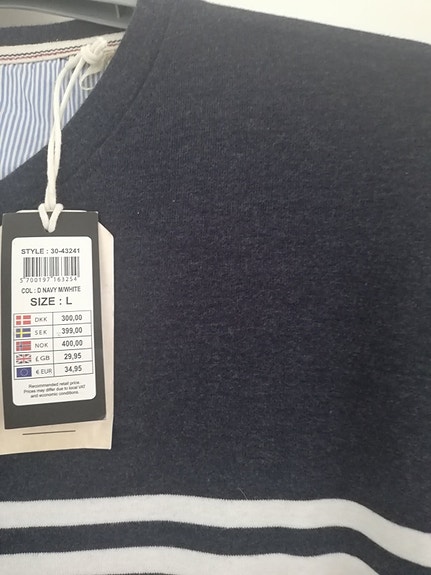 STYLE : 30-43241
5 700197 163254
COL : D NAVY M/WHITE
SIZE : L
DKK 300,00
SEK 399,00
NOK 400,00
£ GB 29,95
€ EUR 34,95
Recommended retail price.
Prices may differ due to local VAT
and economic conditions.